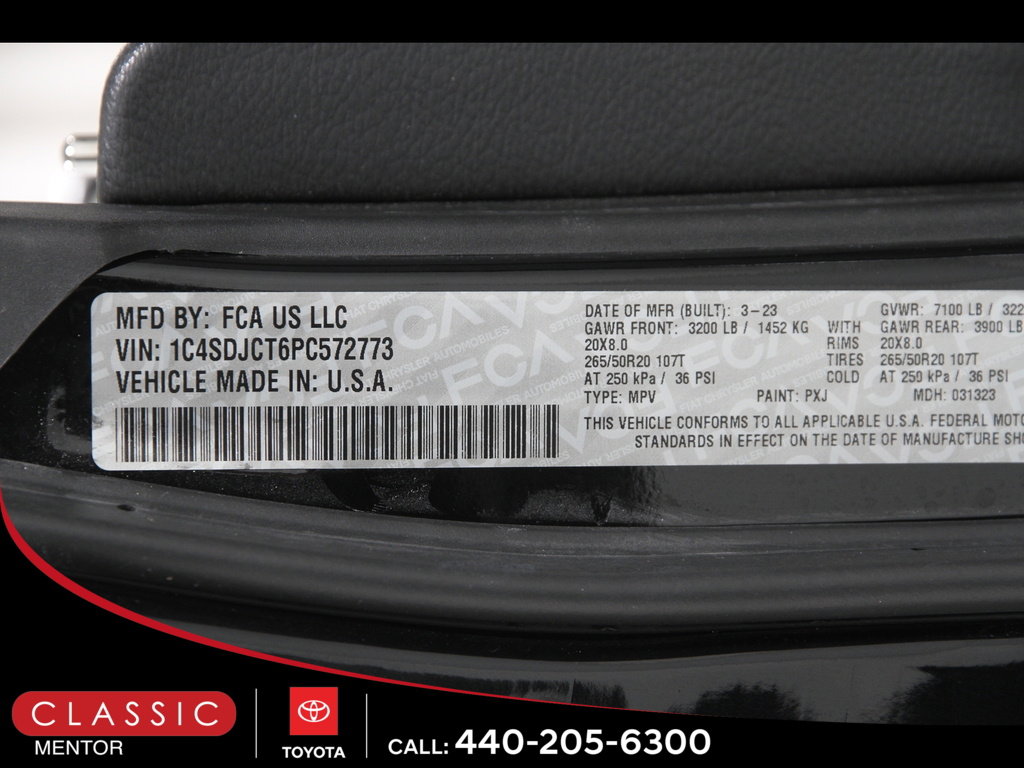 MFD BY: FCA US LLC
VIN: 1C4SDJCT6PC572773
VEHICLE MADE IN: U.S.A.
DATE OF MFR (BUILT): 3-23 GVWR: 7100 LB / 322
GAWR FRONT: 3200 LB / 1452 KG WITH GAWR REAR: 3900 LB
20X8.0 RIMS 20X8.0
265/50R20 107T TIRES 265/50R20 107T
AT 250 kPa / 36 PSI COLD AT 250 kPa / 36 PSI
TYPE: MPV PAINT: PXJ MDH: 031323
THIS VEHICLE CONFORMS TO ALL APPLICABLE U.S.A. FEDERAL MOTO
STANDARDS IN EFFECT ON THE DATE OF MANUFACTURE SHO
CLASSIC
MENTOR
TOYOTA
CALL: 440-205-6300